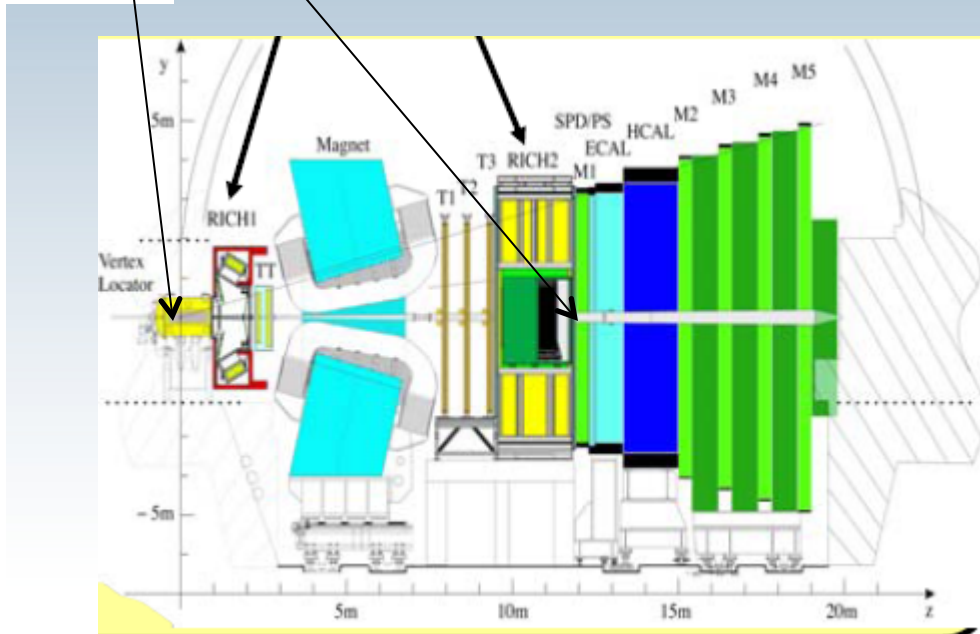 y
5m
Magnet
RICH1
TT
Vertex
Locator
T1
T2
T3
RICH2
SPD/PS
M1
ECAL
HCAL
M2
M3
M4
M5
- 5m
5m
10m
15m
20m
z